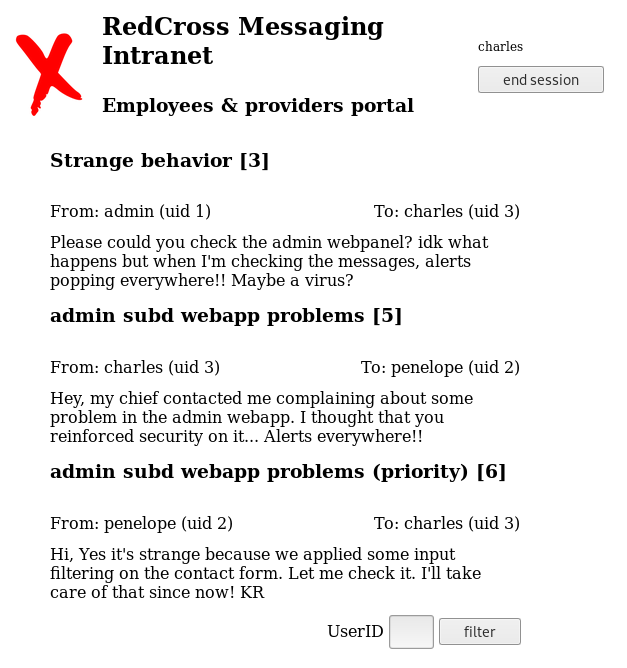 RedCross Messaging
Intranet
charles
end session
Employees & providers portal
Strange behavior [3]
From: admin (uid 1) To: charles (uid 3)
Please could you check the admin webpanel? idk what
happens but when I'm checking the messages, alerts
popping everywhere!! Maybe a virus?
admin subd webapp problems [5]
From: charles (uid 3) To: penelope (uid 2)
Hey, my chief contacted me complaining about some
problem in the admin webapp. I thought that you
reinforced security on it... Alerts everywhere!!
admin subd webapp problems (priority) [6]
From: penelope (uid 2) To: charles (uid 3)
Hi, Yes it's strange because we applied some input
filtering on the contact form. Let me check it. I'll take
care of that since now! KR
UserID filter